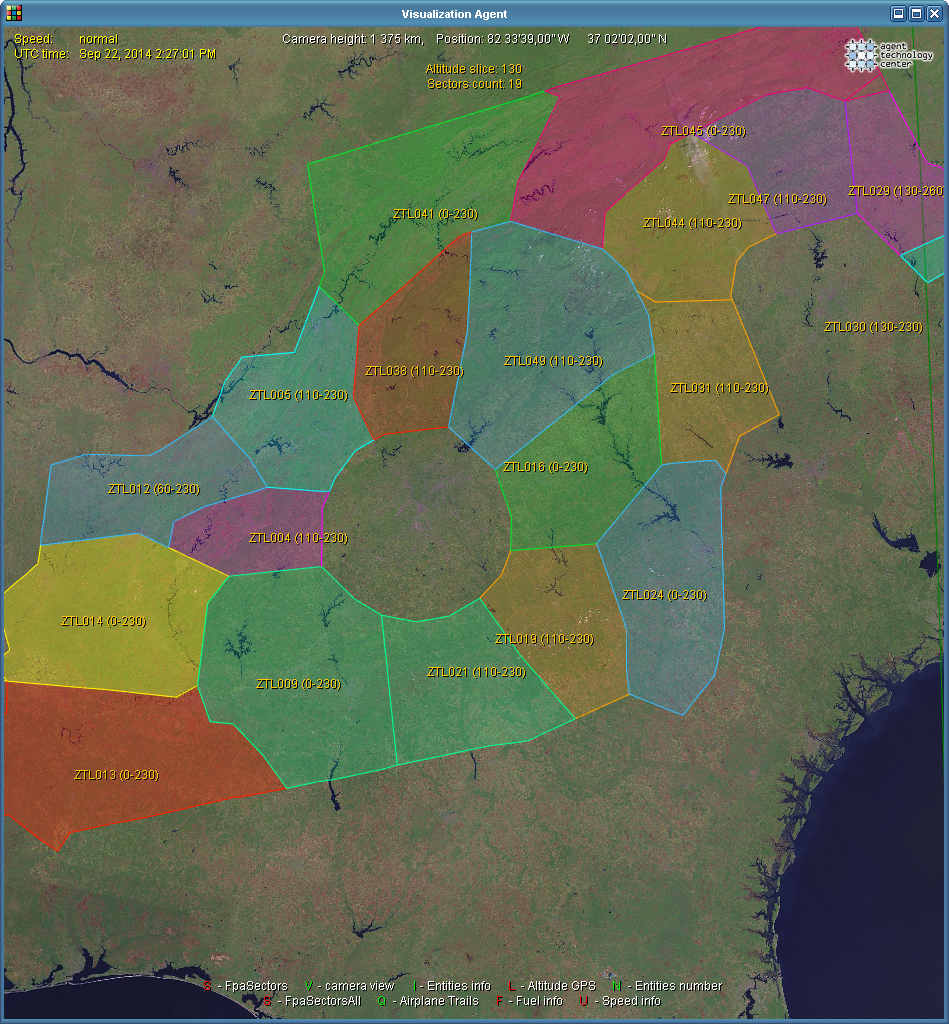 Visualization Agent
Speed: normal
Camera height: 1 375 km, Position: 82 33'39,00" W 37 02'02,00" N
UTC time: Sep 22, 2014 2:27:01 PM
agent
technology
center
Altitude slice: 130
Sectors count: 19
ZTL045 (0-230)
ZTL029 (130-260
ZTL047 (110-230)
ZTL041 (0-230)
ZTL044 (110-230)
ZTL030 (130-230)
ZTL049 (110-230)
ZTL038 (110-230)
ZTL031 (110-230)
ZTL005 (110-230)
ZTL016 (0-230)
ZTL012 (60-230)
ZTL004 (110-230)
ZTL024 (0-230)
ZTL014 (0-230)
ZTL019 (110-230)
ZTL021 (110-230)
ZTL009 (0-230)
ZTL013 (0-230)
S - FpaSectors V - camera view I - Entities info L - Altitude GPS N - Entities number
S - FpaSectorsAll Q - Airplane Trails F - Fuel info U - Speed info